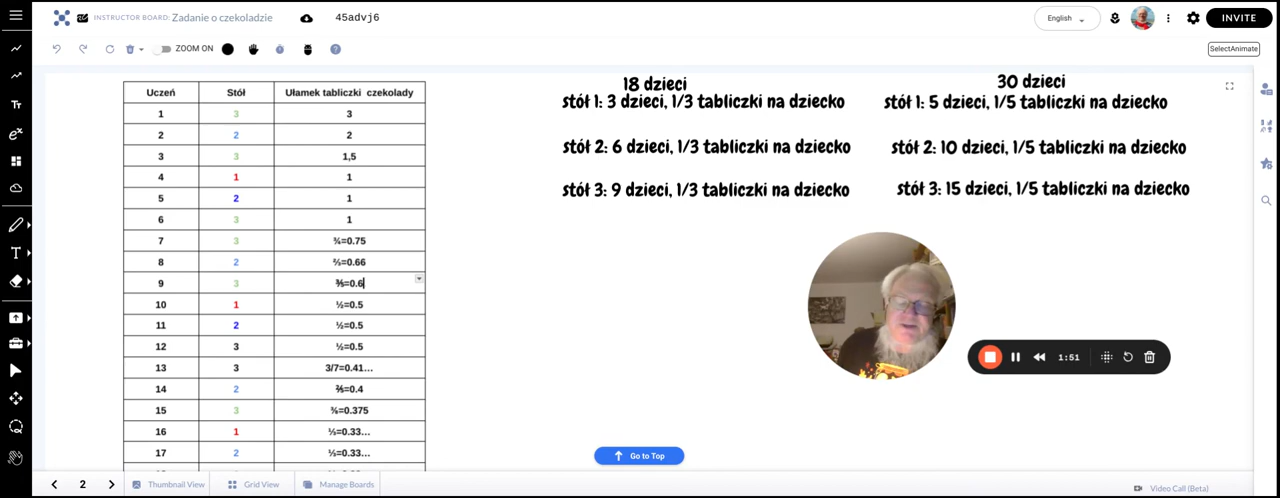 INSTRUCTOR BOARD: Zadanie o czekoladzie
45advj6
English
INVITE
ZOOM ON
SelectAnimate
Uczeń Stół Ułamek tabliczki czekolady
1 3 3
2 2 2
3 3 1,5
4 1 1
5 2 1
6 3 1
7 3 ¾=0.75
8 2 ⅔=0.66
9 3 ⅗=0.6
10 1 ½=0.5
11 2 ½=0.5
12 3 ½=0.5
13 3 3/7=0.41...
14 2 ⅖=0.4
15 3 ⅜=0.375
16 1 ⅓=0.33...
17 2 ⅓=0.33...
18 dzieci
stół 1: 3 dzieci, 1/3 tabliczki na dziecko
stół 2: 6 dzieci, 1/3 tabliczki na dziecko
stół 3: 9 dzieci, 1/3 tabliczki na dziecko
30 dzieci
stół 1: 5 dzieci, 1/5 tabliczki na dziecko
stół 2: 10 dzieci, 1/5 tabliczki na dziecko
stół 3: 15 dzieci, 1/5 tabliczki na dziecko
1:51
Go to Top
2
Thumbnail View
Grid View
Manage Boards
Video Call (Beta)